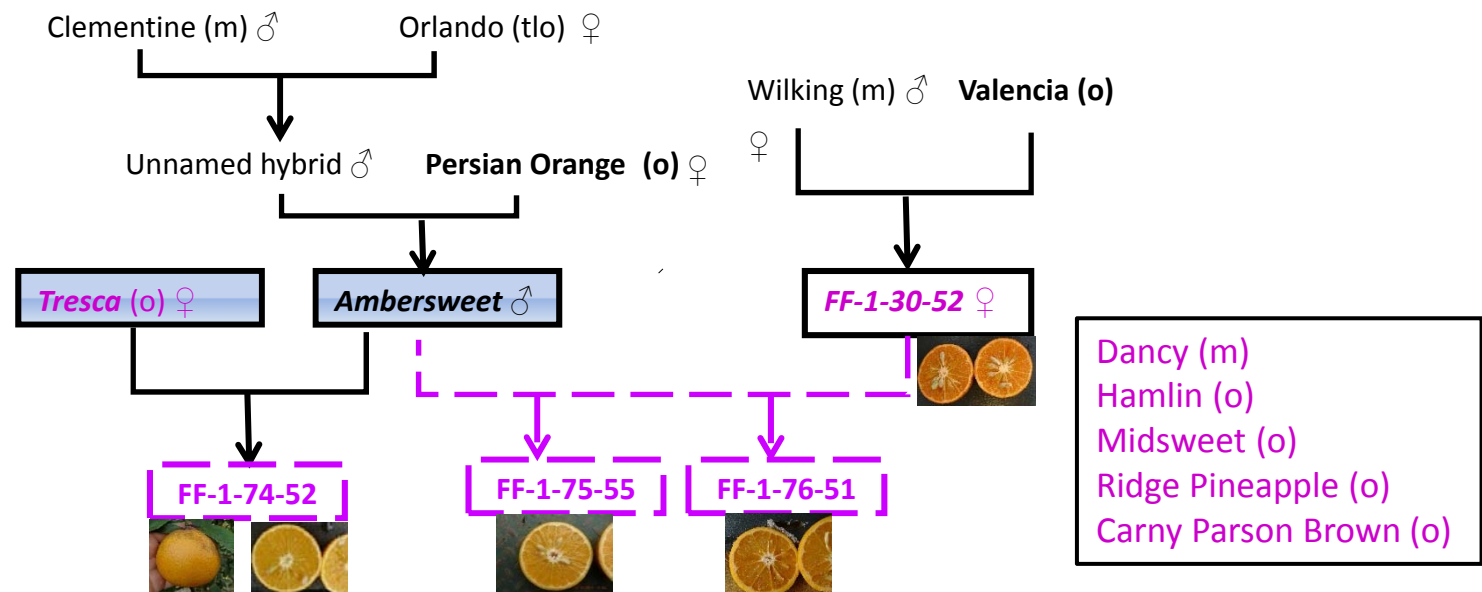 Clementine (m) ♂ Orlando (tlo) ♀
Wilking (m) ♂ Valencia (o)
♀
Unnamed hybrid ♂ Persian Orange (o) ♀
Tresca (o) ♀ Ambersweet ♂ FF-1-30-52 ♀
FF-1-74-52 FF-1-75-55 FF-1-76-51
Dancy (m)
Hamlin (o)
Midsweet (o)
Ridge Pineapple (o)
Carny Parson Brown (o)